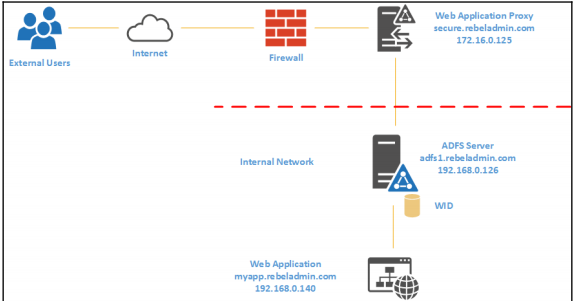 External Users
Internet
Firewall
Web Application Proxy
secure.rebeladmin.com
172.16.0.125
Internal Network
ADFS Server
adfs1.rebeladmin.com
192.168.0.126
WID
Web Application
myapp.rebeladmin.com
192.168.0.140